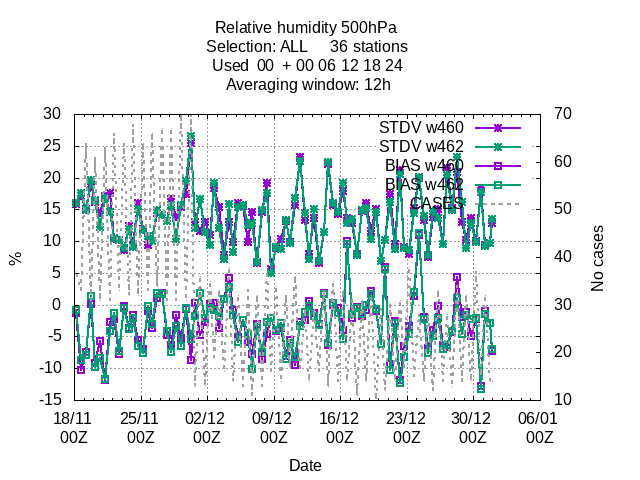 Relative humidity 500hPa
Selection: ALL 36 stations
Used 00 + 00 06 12 18 24
Averaging window: 12h
30 70
STDV w460
25 STDV w462 60
20 BIAS w460
BIAS w462
15 CASES 50
10
5 40
%
No cases
0 30
-5
20
-10
-15 10
18/11 25/11 02/12 09/12 16/12 23/12 30/12 06/01
00Z 00Z 00Z 00Z 00Z 00Z 00Z 00Z
Date